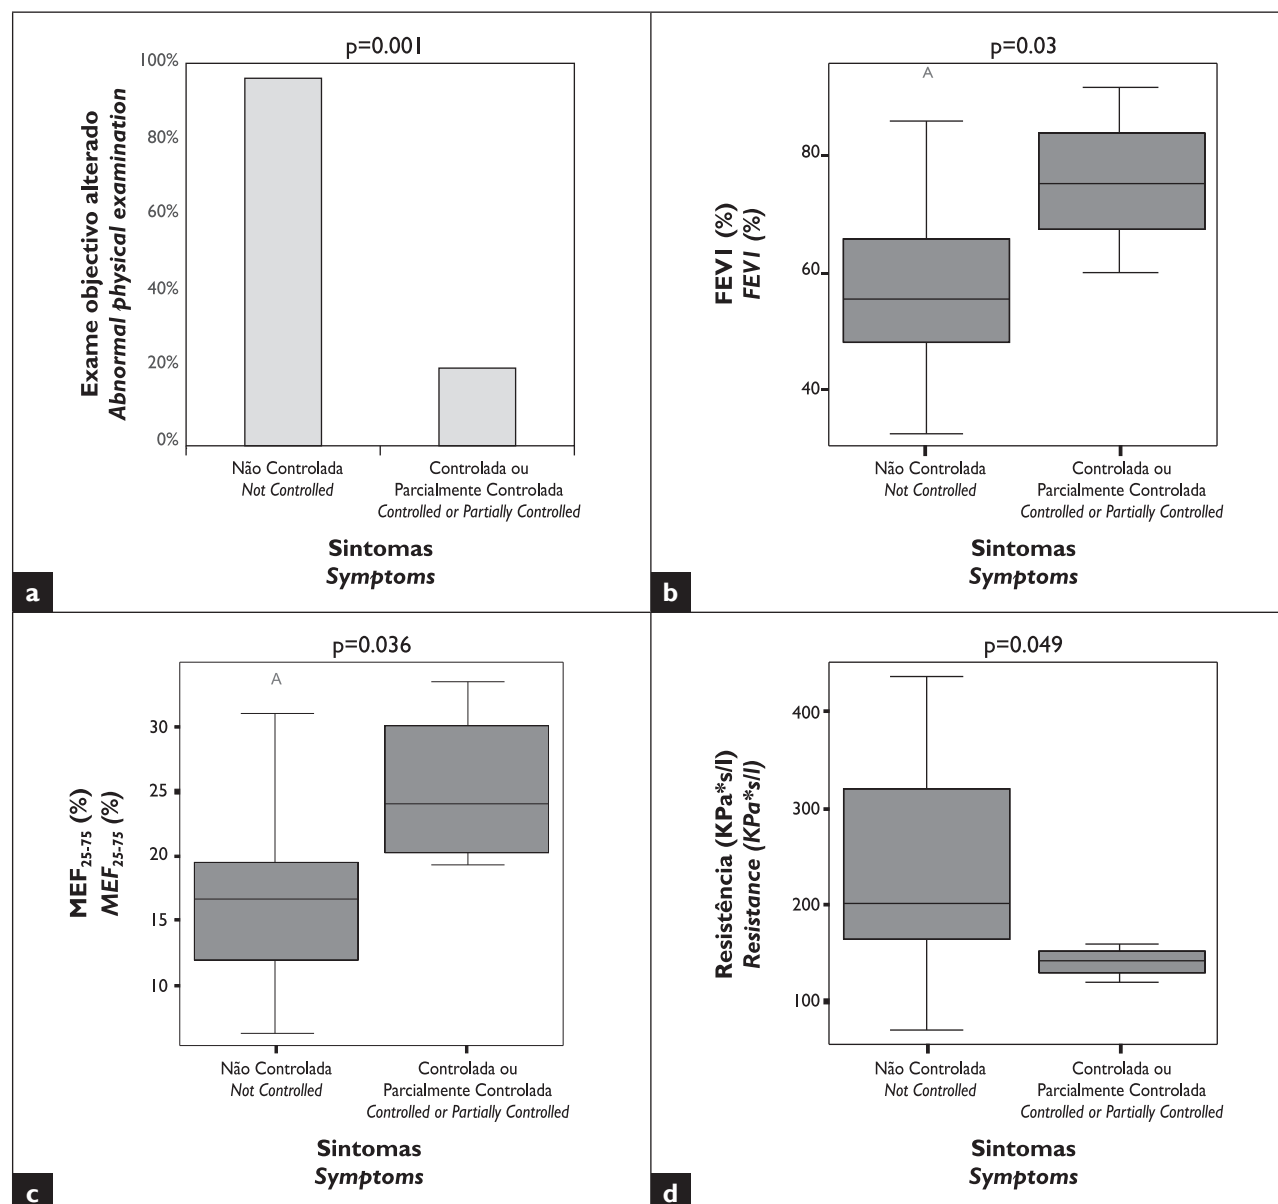 p=0.001
100%
80%
60%
40%
20%
0%
Exame objectivo alterado
Abnormal physical examination
Não Controlada
Not Controlled
Controlada ou
Parcialmente Controlada
Controlled or Partially Controlled
Sintomas
Symptoms
a
p=0.03
A
80
60
40
FEV1 (%)
FEV1 (%)
Não Controlada
Not Controlled
Controlada ou
Parcialmente Controlada
Controlled or Partially Controlled
Sintomas
Symptoms
b
p=0.036
A
30
25
20
15
10
MEF25-75 (%)
MEF25-75 (%)
Não Controlada
Not Controlled
Controlada ou
Parcialmente Controlada
Controlled or Partially Controlled
Sintomas
Symptoms
c
p=0.049
400
300
200
100
Resistência (KPa*s/l)
Resistance (KPa*s/l)
Não Controlada
Not Controlled
Controlada ou
Parcialmente Controlada
Controlled or Partially Controlled
Sintomas
Symptoms
d